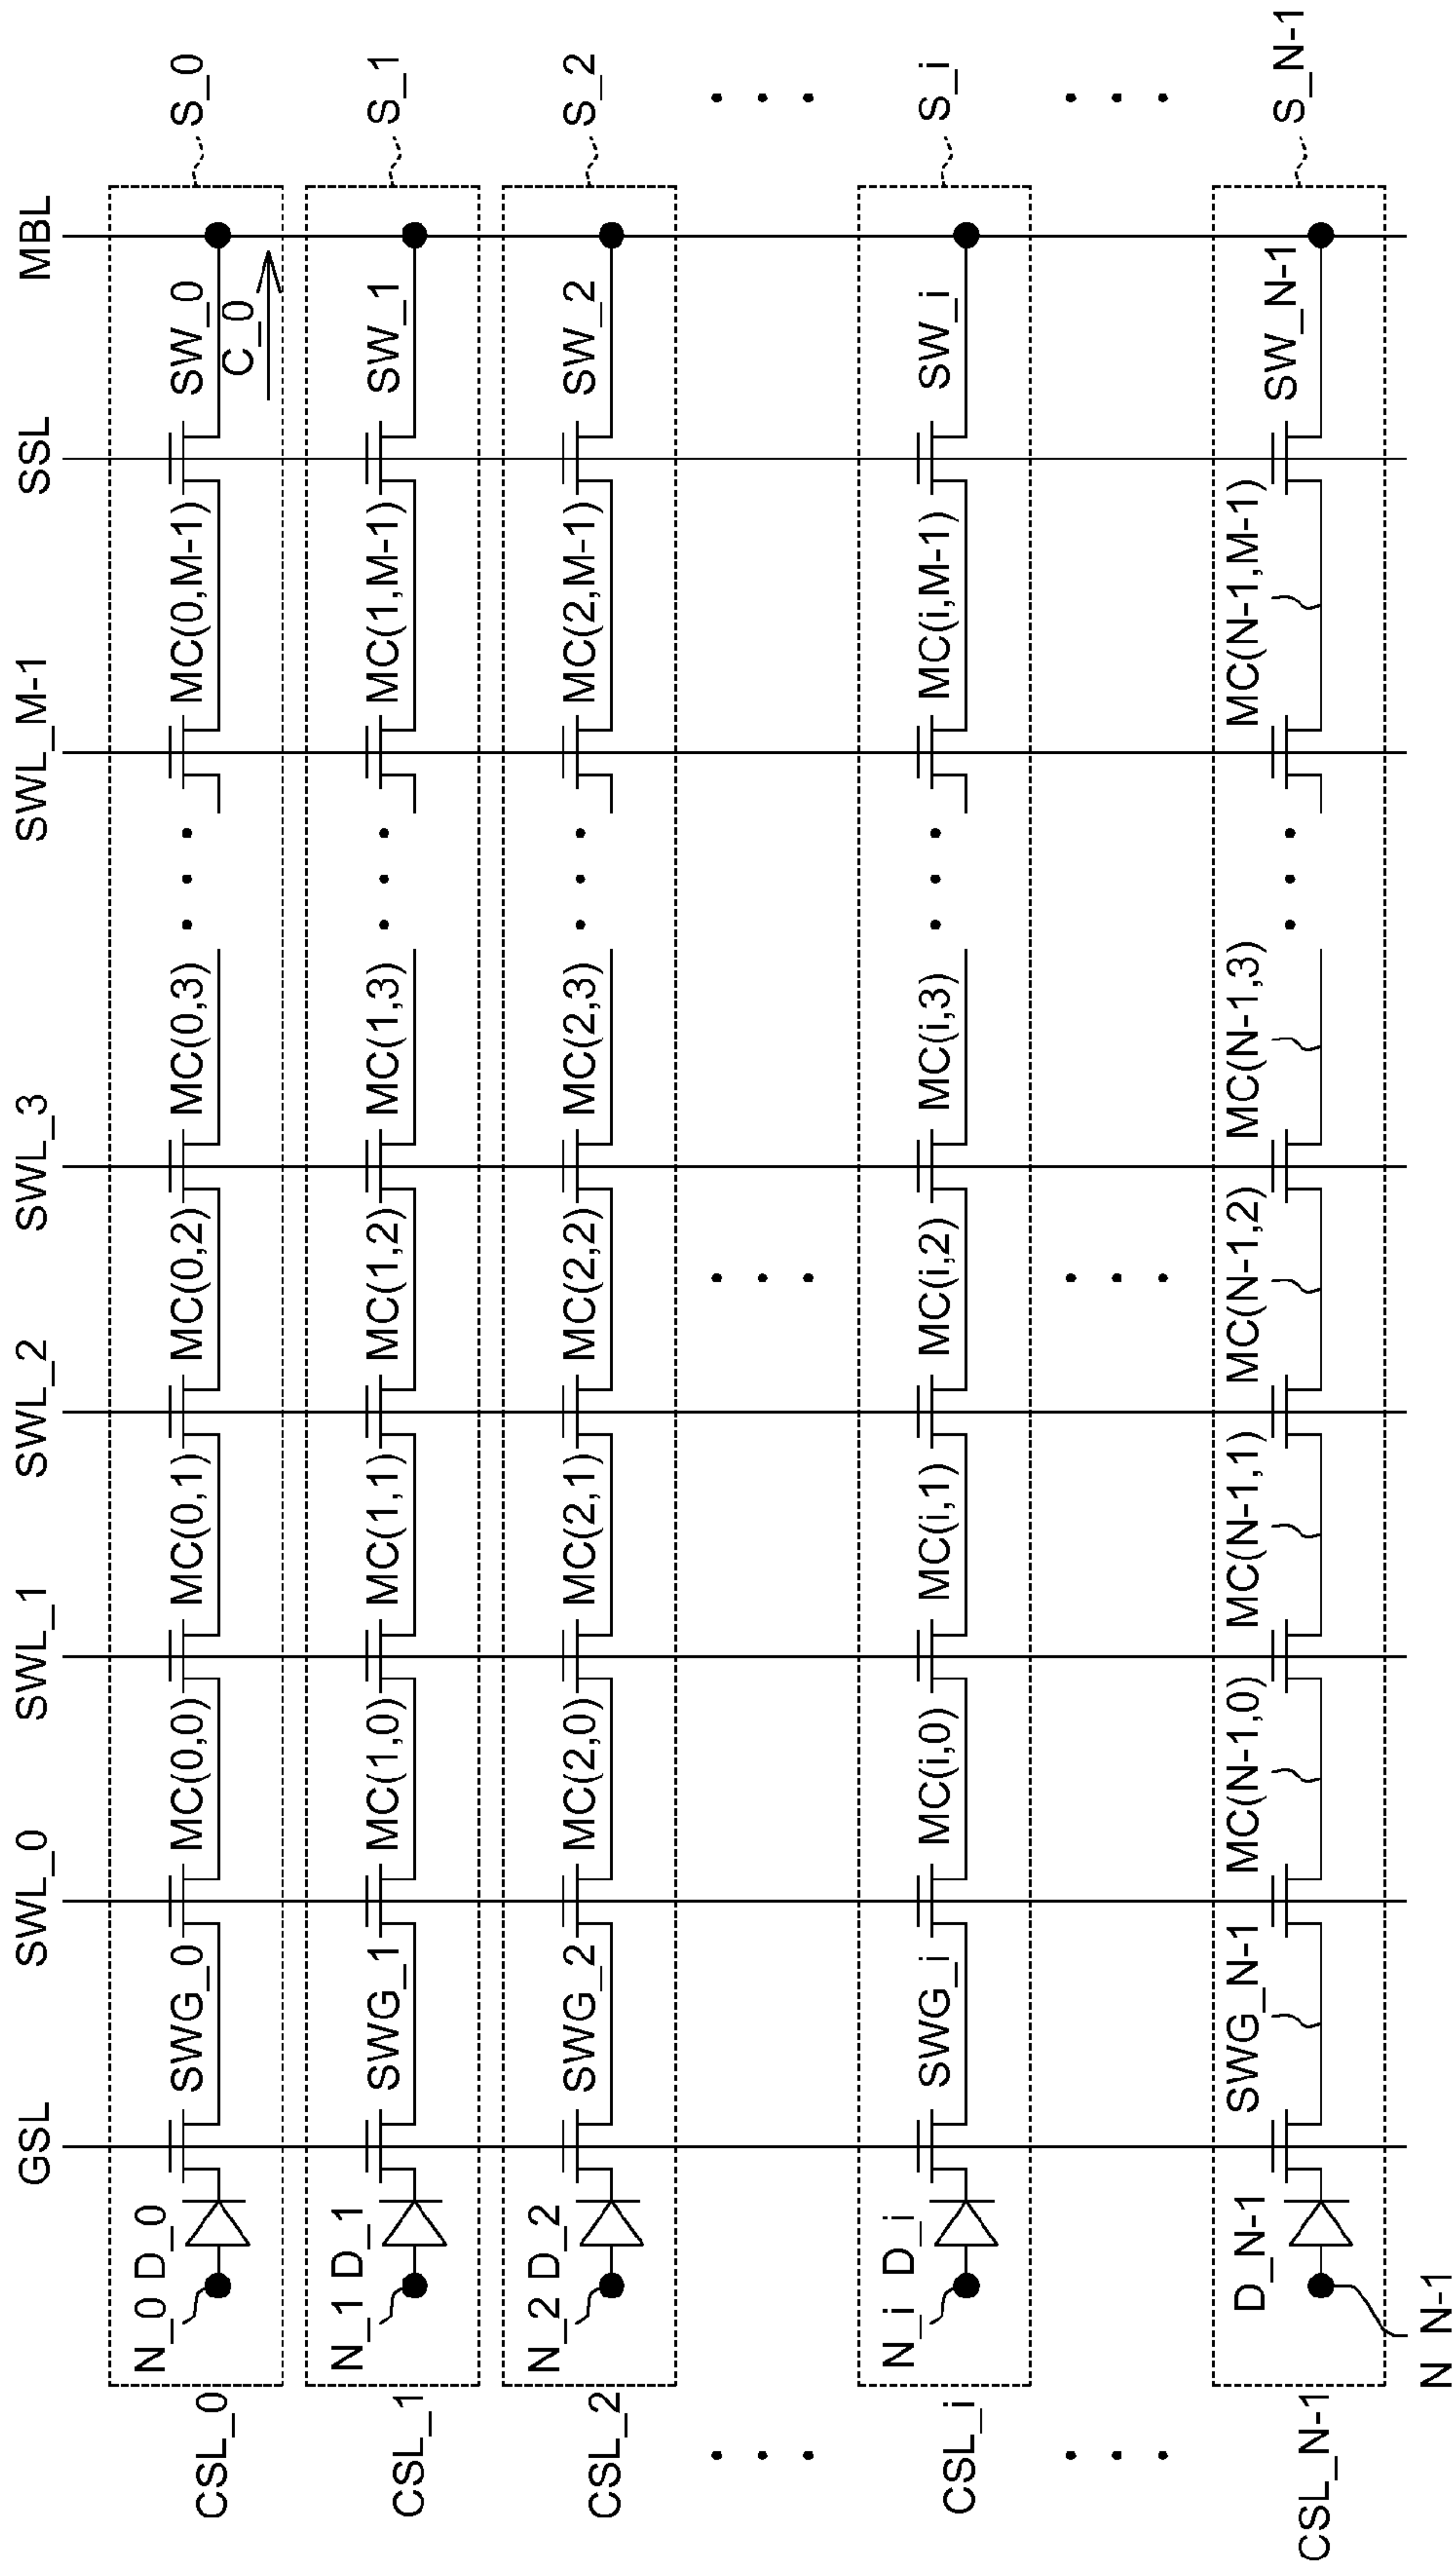 GSL SWL_0 SWL_1 SWL_2 SWL_3 SWL_M-1 SSL MBL
CSL_0 N_0 D_0 SWG_0 MC(0,0) MC(0,1) MC(0,2) MC(0,3) MC(0,M-1) SW_0 S_0
C_0
CSL_1 N_1 D_1 SWG_1 MC(1,0) MC(1,1) MC(1,2) MC(1,3) MC(1,M-1) SW_1 S_1
CSL_2 N_2 D_2 SWG_2 MC(2,0) MC(2,1) MC(2,2) MC(2,3) MC(2,M-1) SW_2 S_2
CSL_i N_i D_i SWG_i MC(i,0) MC(i,1) MC(i,2) MC(i,3) MC(i,M-1) SW_i S_i
CSL_N-1 D_N-1 SWG_N-1 MC(N-1,0) MC(N-1,1) MC(N-1,2) MC(N-1,3) MC(N-1,M-1) SW_N-1 S_N-1
N N-1